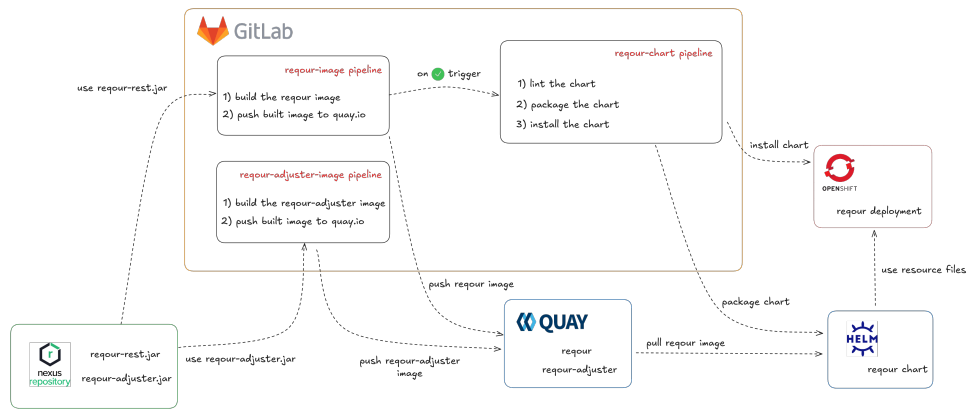 GitLab
reqour-image pipeline
1) build the reqour image
2) push built image to quay.io
on
trigger
reqour-chart pipeline
1) lint the chart
2) package the chart
3) install the chart
use reqour-rest.jar
reqour-adjuster-image pipeline
1) build the reqour-adjuster image
2) push built image to quay.io
install chart
OPENSHIFT
reqour deployment
use resource files
push reqour image
package chart
nexus
repository
reqour-rest.jar
reqour-adjuster.jar
use reqour-adjuster.jar
push reqour-adjuster
image
QUAY
reqour
reqour-adjuster
pull reqour image
HELM
reqour chart